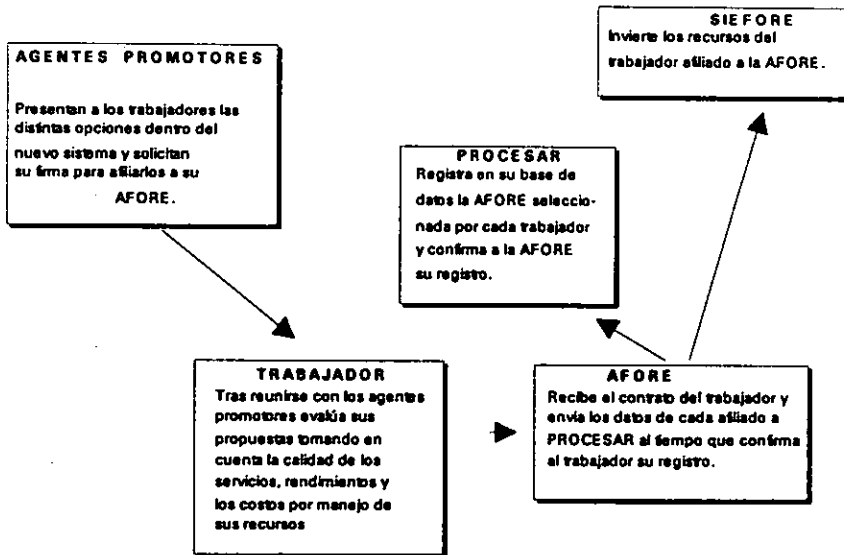 AGENTES PROMOTORES
Presentan a los trabajadores las
distintas opciones dentro del
nuevo sistema y solicitan
su firma para afiliarlos a su
AFORE.
SIEFORE
Invierte los recursos del
trabajador afiliado a la AFORE.
PROCESAR
Registra en su base de
datos la AFORE seleccio-
nada por cada trabajador
y confirma a la AFORE
su registro.
TRABAJADOR
Tras reunirse con los agentes
promotores evalúa sus
propuestas tomando en
cuenta la calidad de los
servicios, rendimientos y
los costos por manejo de
sus recursos
AFORE
Recibe el contrato del trabajador y
envía los datos de cada afiliado a
PROCESAR al tiempo que confirma
al trabajador su registro.